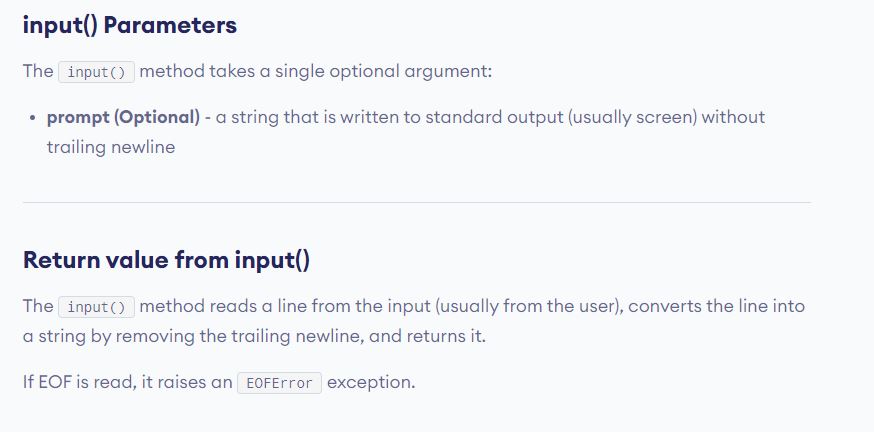 input() Parameters
The input() method takes a single optional argument:
• prompt (Optional) - a string that is written to standard output (usually screen) without
trailing newline
Return value from input()
The input() method reads a line from the input (usually from the user), converts the line into
a string by removing the trailing newline, and returns it.
If EOF is read, it raises an EOFError exception.